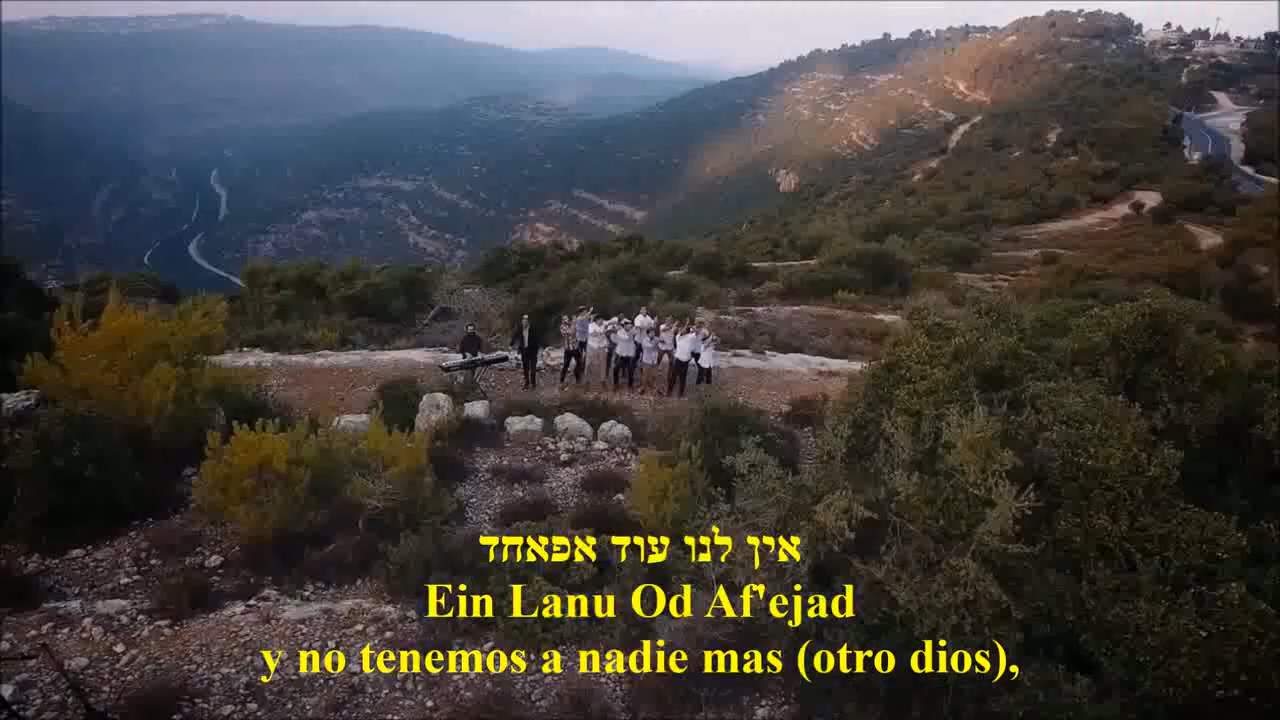 אין לנו עוד אפאחד
Ein Lanu Od Af'ejad
y no tenemos a nadie mas (otro dios),